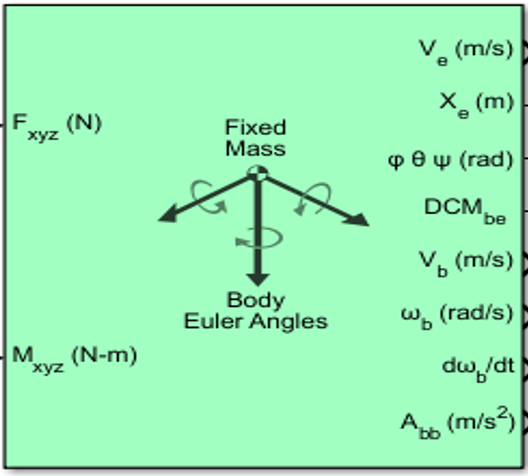 V_e (m/s)
X_e (m)
F_xyz (N)
Fixed
Mass
φ θ ψ (rad)
DCM_be
V_b (m/s)
Body
Euler Angles
ω_b (rad/s)
M_xyz (N-m)
dω_b/dt
A_bb (m/s²)